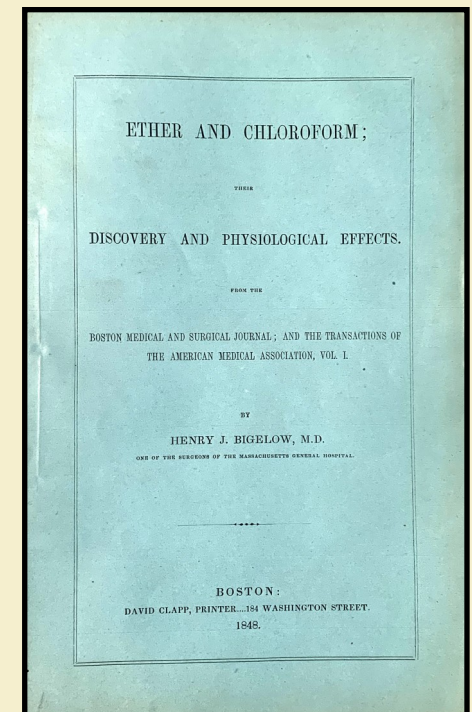 ETHER AND CHLOROFORM;
THEIR
DISCOVERY AND PHYSIOLOGICAL EFFECTS.
FROM THE
BOSTON MEDICAL AND SURGICAL JOURNAL; AND THE TRANSACTIONS OF
THE AMERICAN MEDICAL ASSOCIATION, VOL. I.
BY
HENRY J. BIGELOW, M.D.
ONE OF THE SURGEONS OF THE MASSACHUSETTS GENERAL HOSPITAL.
BOSTON:
DAVID CLAPP, PRINTER....184 WASHINGTON STREET.
1848.